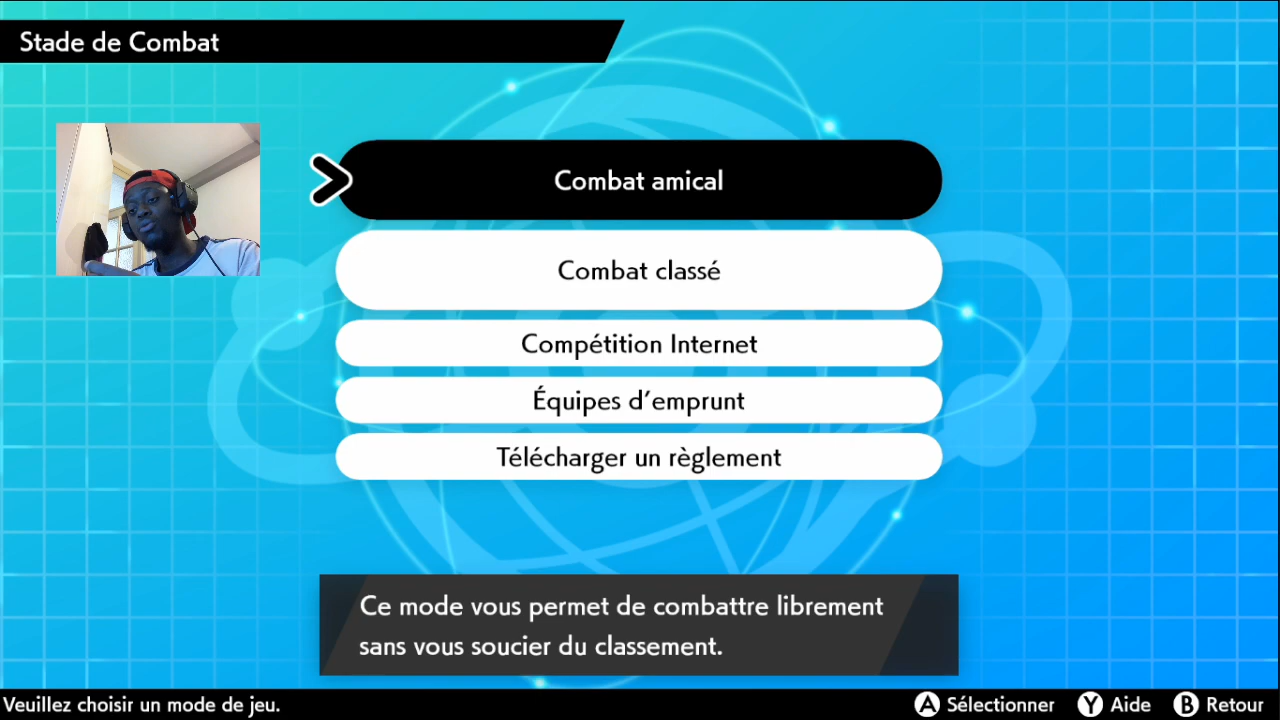 Stade de Combat
Combat amical
Combat classé
Compétition Internet
Équipes d'emprunt
Télécharger un règlement
Ce mode vous permet de combattre librement
sans vous soucier du classement.
Veuillez choisir un mode de jeu.
A Sélectionner Y Aide B Retour